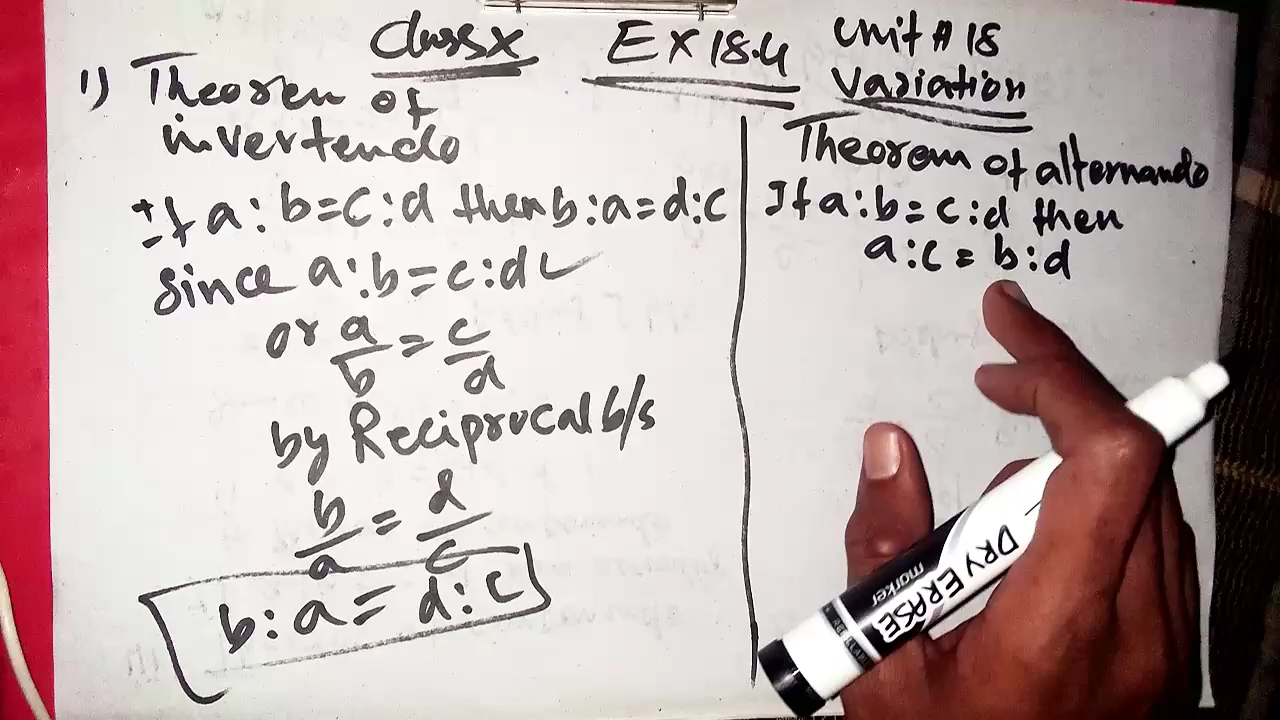 Class X Ex 18.4 Unit # 18
Variation
1) Theorem of
invertendo
If a : b = c : d then b : a = d : c
Since a : b = c : d
or a/b = c/d
by Reciprocal b/s
b/a = d/c
b : a = d : c
Theorem of alternando
If a : b = c : d then
a : c = b : d
DRY ERASE
marker